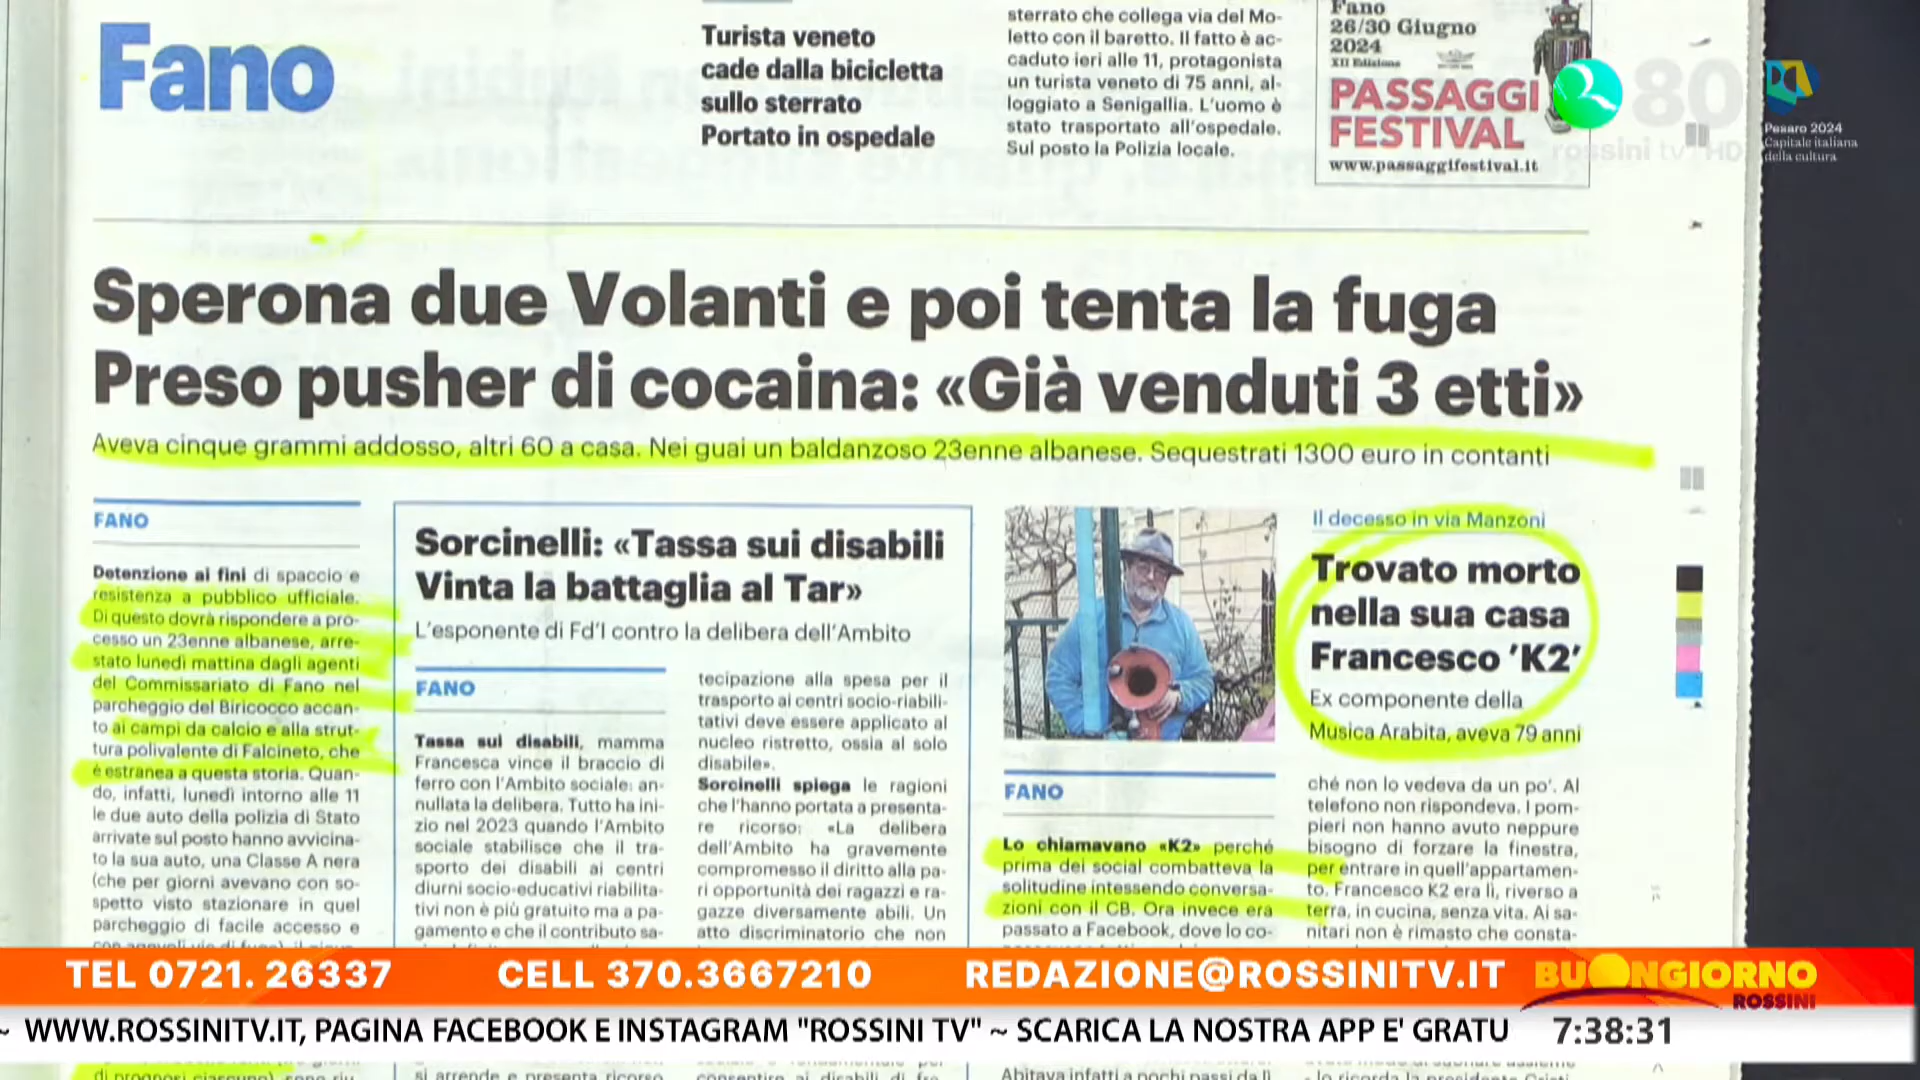 Fano
Turista veneto
cade dalla bicicletta
sullo sterrato
Portato in ospedale
sterrato che collega via del Mo-
letto con il baretto. Il fatto è ac-
caduto ieri alle 11, protagonista
un turista veneto di 75 anni, al-
loggiato a Senigallia. L'uomo è
stato trasportato all'ospedale.
Sul posto la Polizia locale.
Fano
26/30 Giugno
2024
XII Edizione
PASSAGGI
FESTIVAL
www.passaggifestival.it
80
rossini tv HD
Pesaro 2024
Capitale italiana
della cultura
Sperona due Volanti e poi tenta la fuga
Preso pusher di cocaina: «Già venduti 3 etti»
Aveva cinque grammi addosso, altri 60 a casa. Nei guai un baldanzoso 23enne albanese. Sequestrati 1300 euro in contanti
FANO
Detenzione ai fini di spaccio e
resistenza a pubblico ufficiale.
Di questo dovrà rispondere a pro-
cesso un 23enne albanese, arre-
stato lunedì mattina dagli agenti
del Commissariato di Fano nel
parcheggio del Biricocco accan-
to ai campi da calcio e alla strut-
tura polivalente di Falcineto, che
è estranea a questa storia. Quan-
do, infatti, lunedì intorno alle 11
le due auto della polizia di Stato
arrivate sul posto hanno avvicina-
to la sua auto, una Classe A nera
(che per giorni avevano con so-
spetto visto stazionare in quel
parcheggio di facile accesso e
Sorcinelli: «Tassa sui disabili
Vinta la battaglia al Tar»
L'esponente di Fd'I contro la delibera dell'Ambito
FANO
Tassa sui disabili, mamma
Francesca vince il braccio di
ferro con l'Ambito sociale: an-
nullata la delibera. Tutto ha ini-
zio nel 2023 quando l'Ambito
sociale stabilisce che il tra-
sporto dei disabili ai centri
diurni socio-educativi riabilita-
tivi non è più gratuito ma a pa-
gamento e che il contributo sa-
si arrende e presenta ricorso
tecipazione alla spesa per il
trasporto ai centri socio-riabili-
tativi deve essere applicato al
nucleo ristretto, ossia al solo
disabile».
Sorcinelli spiega le ragioni
che l'hanno portata a presenta-
re ricorso: «La delibera
dell'Ambito ha gravemente
compromesso il diritto alla pa-
ri opportunità dei ragazzi e ra-
gazze diversamente abili. Un
atto discriminatorio che non
Il decesso in via Manzoni
Trovato morto
nella sua casa
Francesco 'K2'
Ex componente della
Musica Arabita, aveva 79 anni
FANO
Lo chiamavano «K2» perché
prima dei social combatteva la
solitudine intessendo conversa-
zioni con il CB. Ora invece era
passato a Facebook, dove lo co-
Abitava infatti a pochi passi da lì
ché non lo vedeva da un po'. Al
telefono non rispondeva. I pom-
pieri non hanno avuto neppure
bisogno di forzare la finestra,
per entrare in quell'appartamen-
to. Francesco K2 era lì, riverso a
terra, in cucina, senza vita. Ai sa-
nitari non è rimasto che consta-
TEL 0721. 26337 CELL 370.3667210 REDAZIONE@ROSSINITV.IT BUONGIORNO
ROSSINI
~ WWW.ROSSINITV.IT, PAGINA FACEBOOK E INSTAGRAM "ROSSINI TV" ~ SCARICA LA NOSTRA APP E' GRATU 7:38:31